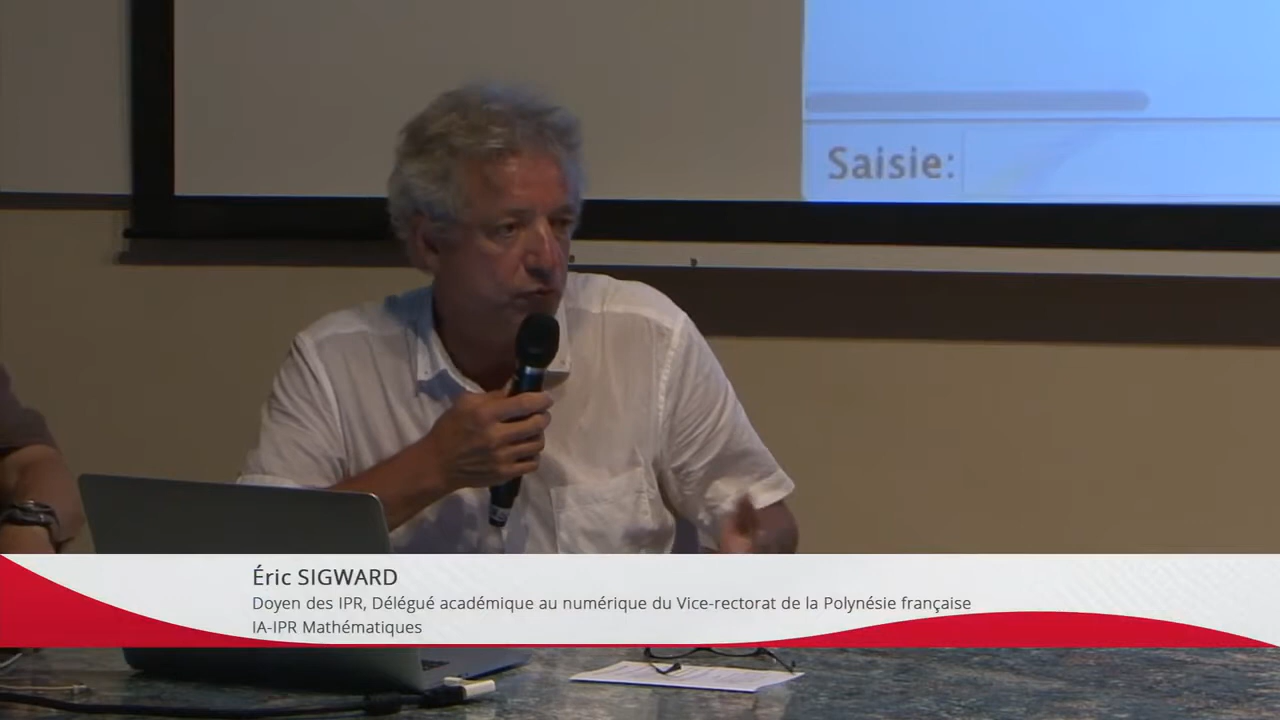 Saisie:
Éric SIGWARD
Doyen des IPR, Délégué académique au numérique du Vice-rectorat de la Polynésie française
IA-IPR Mathématiques